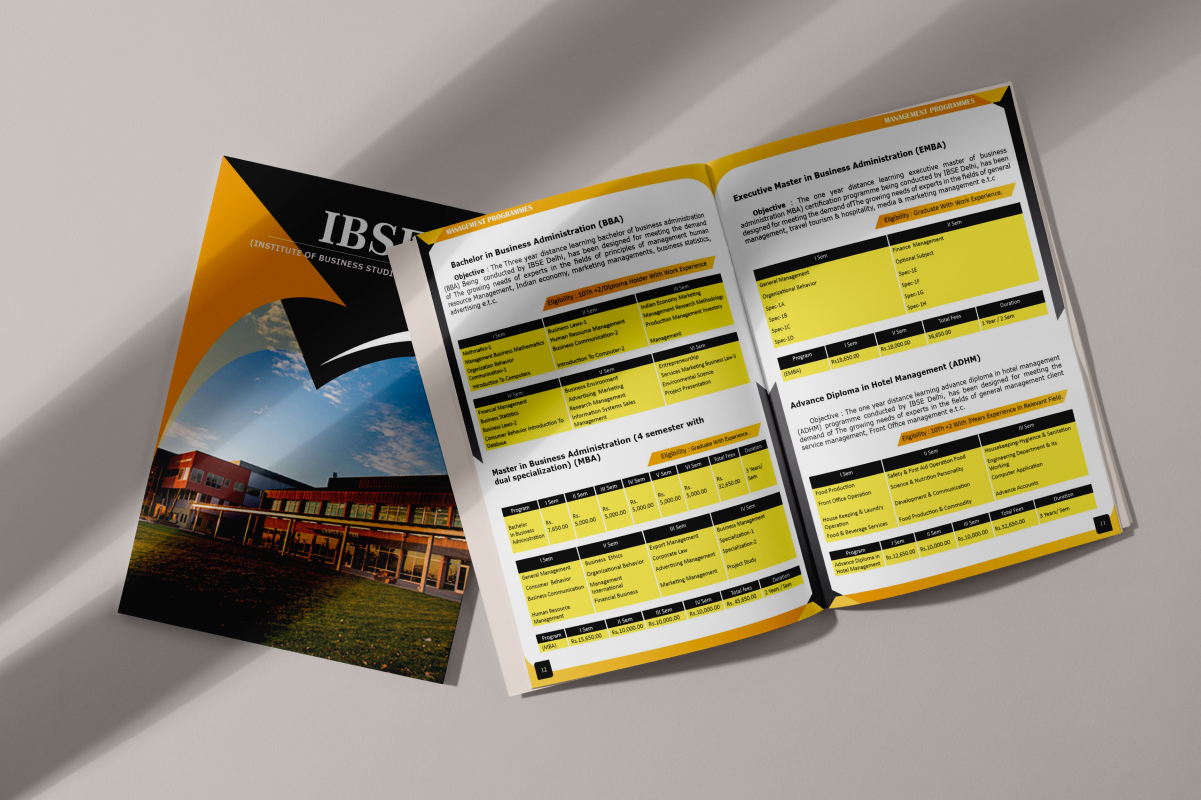 IBSE
(INSTITUTE OF BUSINESS STUDI
MANAGEMENT PROGRAMMES
Bachelor in Business Administration (BBA)
Objective : The Three year distance learning bachelor of business administration
(BBA) Being conducted by IBSE Delhi, has been designed for meeting the demand
of The growing needs of experts in the fields of principles of management human
resource Management, Indian economy, marketing managements, business statistics,
advertising e.t.c.
Eligibility : 10Th +2/Diploma Holder With Work Experience
I Sem II Sem III Sem
Mathmatics-1 Business Laws-1 Indian Economy Marketing
Management Business Mathematics Human Resource Management Management Research Methodology
Organization Behavior Business Communication-2 Production Management Invetory
Communication-1
Introduction To Computers Introduction To Computer-2 Management
IV Sem V Sem VI Sem
Financial Management Business Environment Entrepreneurship
Business Statistics Advertising Marketing Services Marketing Business Law-3
Business Laws-2 Research Management Environmental Science
Consumer Behavior Introduction To Information Systems Sales Project Presentation
Database Management
Master in Business Administration (4 semester with
dual specialization) (MBA)
Eligibility : Graduate With Experience
Program I Sem II Sem III Sem IV Sem V Sem VI Sem Total Fees Duration
Bachelor in Business Administration Rs. 7,650.00 Rs. 5,000.00 Rs. 5,000.00 Rs. 5,000.00 Rs. 5,000.00 Rs. 5,000.00 Rs. 32,650.00 3 Years/ Sem
I Sem II Sem III Sem IV Sem
General Management Business Ethics Export Management Business Management
Consumer Behavior Organizational Behavior Corporate Law Specialization-1
Business Communication Management Advertising Management Specialization-2
International
Human Resource Financial Business Marketing Management Project Study
Management
Program I Sem II Sem III Sem IV Sem Total Fees Duration
(MBA) Rs.15,650.00 Rs.10,000.00 Rs.10,000.00 Rs.10,000.00 Rs. 45,650.00 2 Years / Sem
12
MANAGEMENT PROGRAMMES
Executive Master in Business Administration (EMBA)
Objective : The one year distance learning executive master of business
administration MBA) certification programme being conducted by IBSE Delhi, has been
designed for meeting the demand ofThe growing needs of experts in the fields of general
management, travel tourism & hospitality, media & marketing management e.t.c
Eligibility : Graduate With Work Experience.
I Sem II Sem
General Management Finance Management
Organizational Behavior Optional Subject
Spec-1A Spec-1E
Spec-1B Spec-1F
Spec-1C Spec-1G
Spec-1D Spec-1H
Program I Sem II Sem Total Fees Duration
(EMBA) Rs18,650.00 Rs.18,000.00 36,650.00 1 Year / 2 Sem
Advance Diploma in Hotel Management (ADHM)
Objective : The one year distance learning advance diploma in hotel management
(ADHM) programme conducted by IBSE Delhi, has been designed for meeting the
demand of The growing needs of experts in the fields of general management client
service management, Front Office management e.t.c.
Eligibility : 10Th +2 With 3Years Experience In Relevant Field.
I Sem II Sem III Sem
Food Production Safety & First Aid Operation Food Housekeeping-Hygiene & Sanitation
Front Office Operation Science & Nutrition Personality Engineering Department & Its
Working
House Keeping & Laundry Development & Communication Computer Application
Operation
Food & Beverage Services Food Production & Commodity Advance Accounts
Program I Sem II Sem III Sem Total Fees Duration
Advance Diploma in Hotel Management Rs.12,650.00 Rs.10,000.00 Rs.10,000.00 Rs.32,650.00 3 Years/ Sem
13